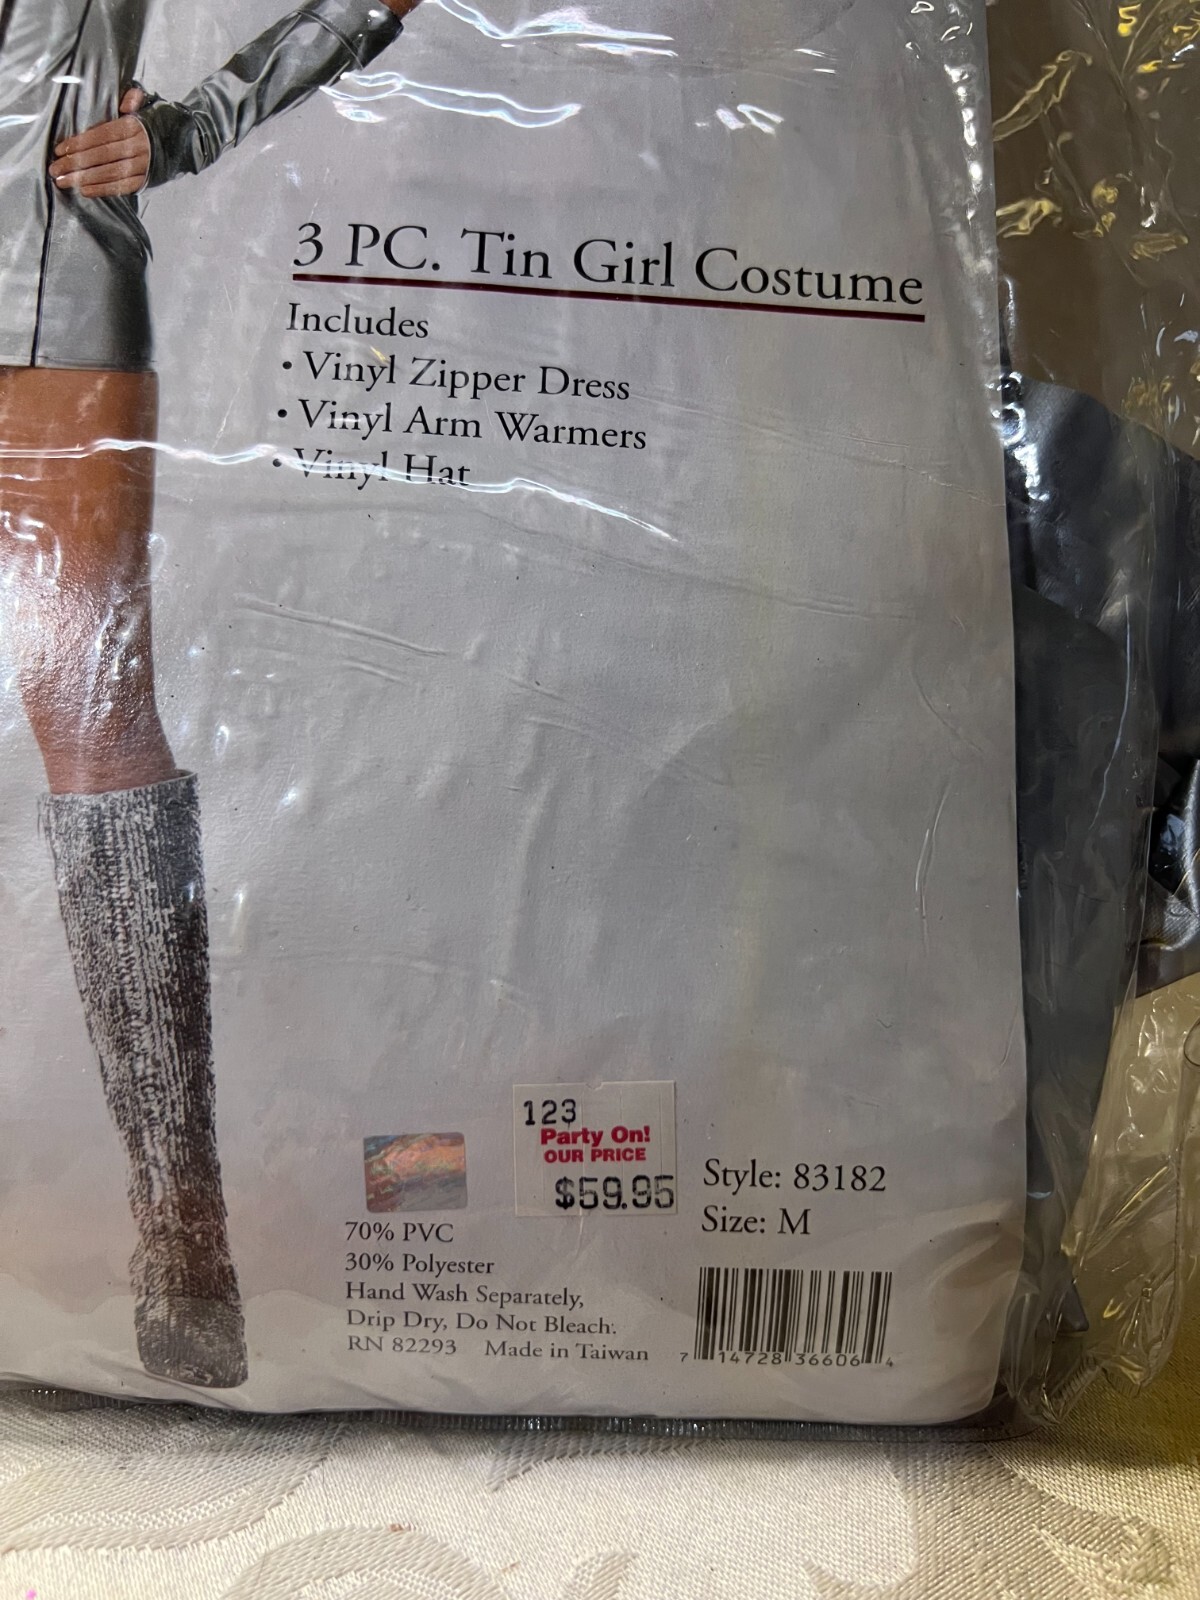 3 PC. Tin Girl Costume
Includes
• Vinyl Zipper Dress
• Vinyl Arm Warmers
• Vinyl Hat
123
Party On!
OUR PRICE
$59.95
Style: 83182
Size: M
70% PVC
30% Polyester
Hand Wash Separately,
Drip Dry, Do Not Bleach.
RN 82293 Made in Taiwan
7 14728 36606 4